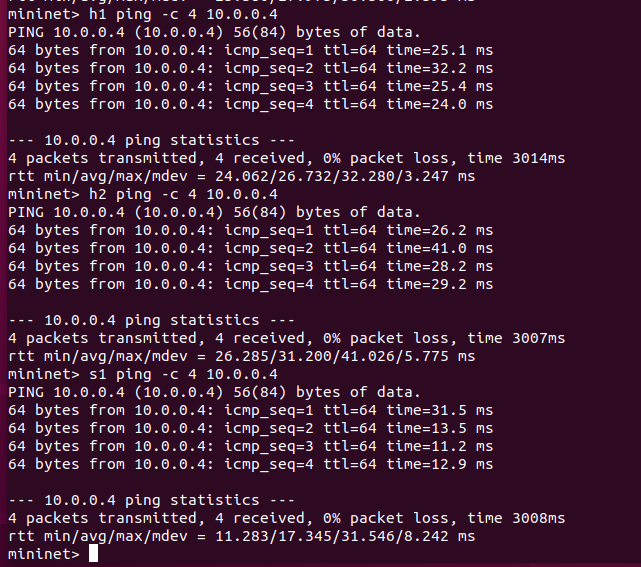 mininet> h1 ping -c 4 10.0.0.4
PING 10.0.0.4 (10.0.0.4) 56(84) bytes of data.
64 bytes from 10.0.0.4: icmp_seq=1 ttl=64 time=25.1 ms
64 bytes from 10.0.0.4: icmp_seq=2 ttl=64 time=32.2 ms
64 bytes from 10.0.0.4: icmp_seq=3 ttl=64 time=25.4 ms
64 bytes from 10.0.0.4: icmp_seq=4 ttl=64 time=24.0 ms
--- 10.0.0.4 ping statistics ---
4 packets transmitted, 4 received, 0% packet loss, time 3014ms
rtt min/avg/max/mdev = 24.062/26.732/32.280/3.247 ms
mininet> h2 ping -c 4 10.0.0.4
PING 10.0.0.4 (10.0.0.4) 56(84) bytes of data.
64 bytes from 10.0.0.4: icmp_seq=1 ttl=64 time=26.2 ms
64 bytes from 10.0.0.4: icmp_seq=2 ttl=64 time=41.0 ms
64 bytes from 10.0.0.4: icmp_seq=3 ttl=64 time=28.2 ms
64 bytes from 10.0.0.4: icmp_seq=4 ttl=64 time=29.2 ms
--- 10.0.0.4 ping statistics ---
4 packets transmitted, 4 received, 0% packet loss, time 3007ms
rtt min/avg/max/mdev = 26.285/31.200/41.026/5.775 ms
mininet> s1 ping -c 4 10.0.0.4
PING 10.0.0.4 (10.0.0.4) 56(84) bytes of data.
64 bytes from 10.0.0.4: icmp_seq=1 ttl=64 time=31.5 ms
64 bytes from 10.0.0.4: icmp_seq=2 ttl=64 time=13.5 ms
64 bytes from 10.0.0.4: icmp_seq=3 ttl=64 time=11.2 ms
64 bytes from 10.0.0.4: icmp_seq=4 ttl=64 time=12.9 ms
--- 10.0.0.4 ping statistics ---
4 packets transmitted, 4 received, 0% packet loss, time 3008ms
rtt min/avg/max/mdev = 11.283/17.345/31.546/8.242 ms
mininet>